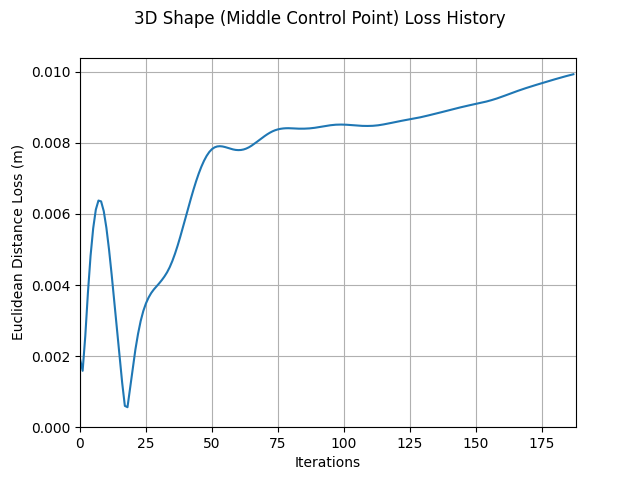 3D Shape (Middle Control Point) Loss History
Euclidean Distance Loss (m)
0.010
0.008
0.006
0.004
0.002
0.000
0 25 50 75 100 125 150 175
Iterations